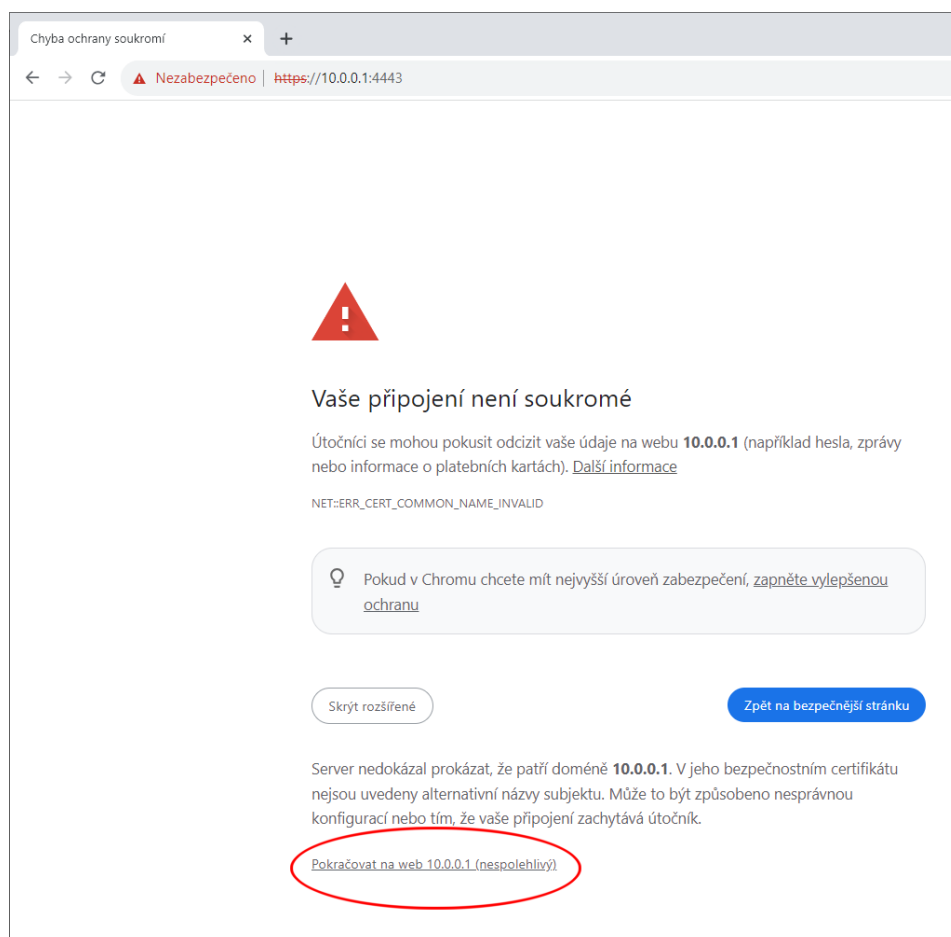 Chyba ochrany soukromí
Nezabezpečeno https://10.0.0.1:4443
Vaše připojení není soukromé
Útočníci se mohou pokusit odcizit vaše údaje na webu 10.0.0.1 (například hesla, zprávy
nebo informace o platebních kartách). Další informace
NET::ERR_CERT_COMMON_NAME_INVALID
Pokud v Chromu chcete mít nejvyšší úroveň zabezpečení, zapněte vylepšenou
ochranu
Skrýt rozšířené
Zpět na bezpečnější stránku
Server nedokázal prokázat, že patří doméně 10.0.0.1. V jeho bezpečnostním certifikátu
nejsou uvedeny alternativní názvy subjektu. Může to být způsobeno nesprávnou
konfigurací nebo tím, že vaše připojení zachytává útočník.
Pokračovat na web 10.0.0.1 (nespolehlivý)